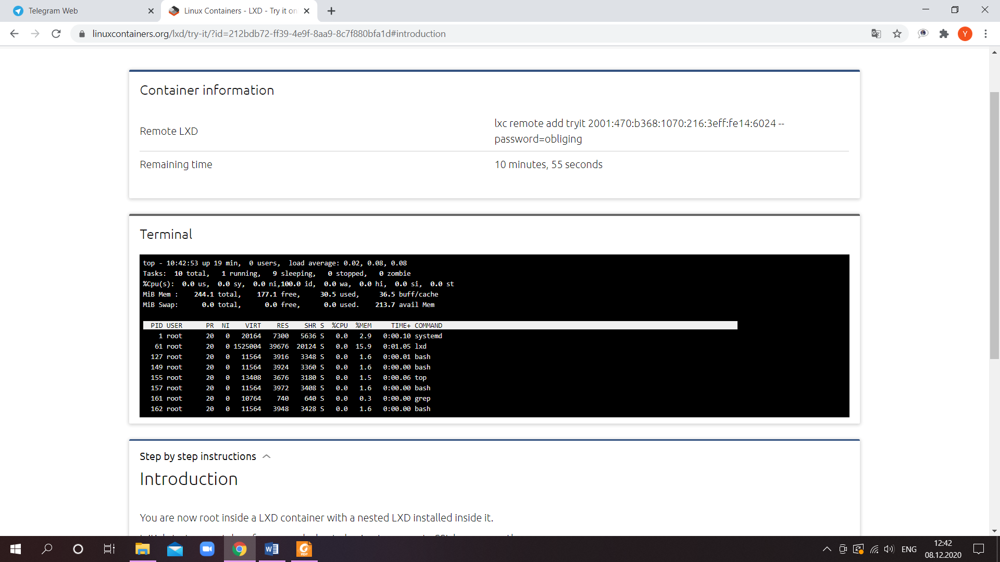 Telegram Web
Linux Containers - LXD - Try it on
linuxcontainers.org/lxd/try-it/?id=212bdb72-ff39-4e9f-8aa9-8c7f880bfa1d#introduction
Y
Container information
Remote LXD
lxc remote add tryit 2001:470:b368:1070:216:3eff:fe14:6024 --
password=obliging
Remaining time
10 minutes, 55 seconds
Terminal
top - 10:42:53 up 19 min,  0 users,  load average: 0.02, 0.08, 0.08
Tasks:  10 total,   1 running,   9 sleeping,   0 stopped,   0 zombie
%Cpu(s):  0.0 us,  0.0 sy,  0.0 ni,100.0 id,  0.0 wa,  0.0 hi,  0.0 si,  0.0 st
MiB Mem :    244.1 total,    177.1 free,     30.5 used,     36.5 buff/cache
MiB Swap:      0.0 total,      0.0 free,      0.0 used.    213.7 avail Mem
PID USER      PR  NI    VIRT    RES    SHR S  %CPU  %MEM     TIME+ COMMAND
1 root      20   0   20164   7300   5636 S   0.0   2.9   0:00.10 systemd
61 root      20   0 1525004  39676  20124 S   0.0  15.9   0:01.05 lxd
127 root      20   0   11564   3916   3348 S   0.0   1.6   0:00.01 bash
149 root      20   0   11564   3924   3360 S   0.0   1.6   0:00.00 bash
155 root      20   0   13408   3676   3180 S   0.0   1.5   0:00.06 top
157 root      20   0   11564   3972   3408 S   0.0   1.6   0:00.00 bash
161 root      20   0   10764    740    640 S   0.0   0.3   0:00.00 grep
162 root      20   0   11564   3948   3428 S   0.0   1.6   0:00.00 bash
Step by step instructions
Introduction
You are now root inside a LXD container with a nested LXD installed inside it.
ENG
12:42
08.12.2020